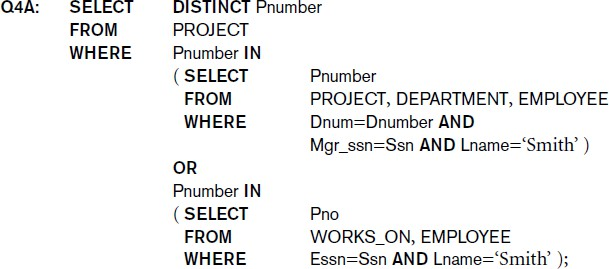 Q4A: SELECT DISTINCT Pnumber
FROM PROJECT
WHERE Pnumber IN
( SELECT Pnumber
FROM PROJECT, DEPARTMENT, EMPLOYEE
WHERE Dnum=Dnumber AND
Mgr_ssn=Ssn AND Lname=‘Smith’ )
OR
Pnumber IN
( SELECT Pno
FROM WORKS_ON, EMPLOYEE
WHERE Essn=Ssn AND Lname=‘Smith’ );